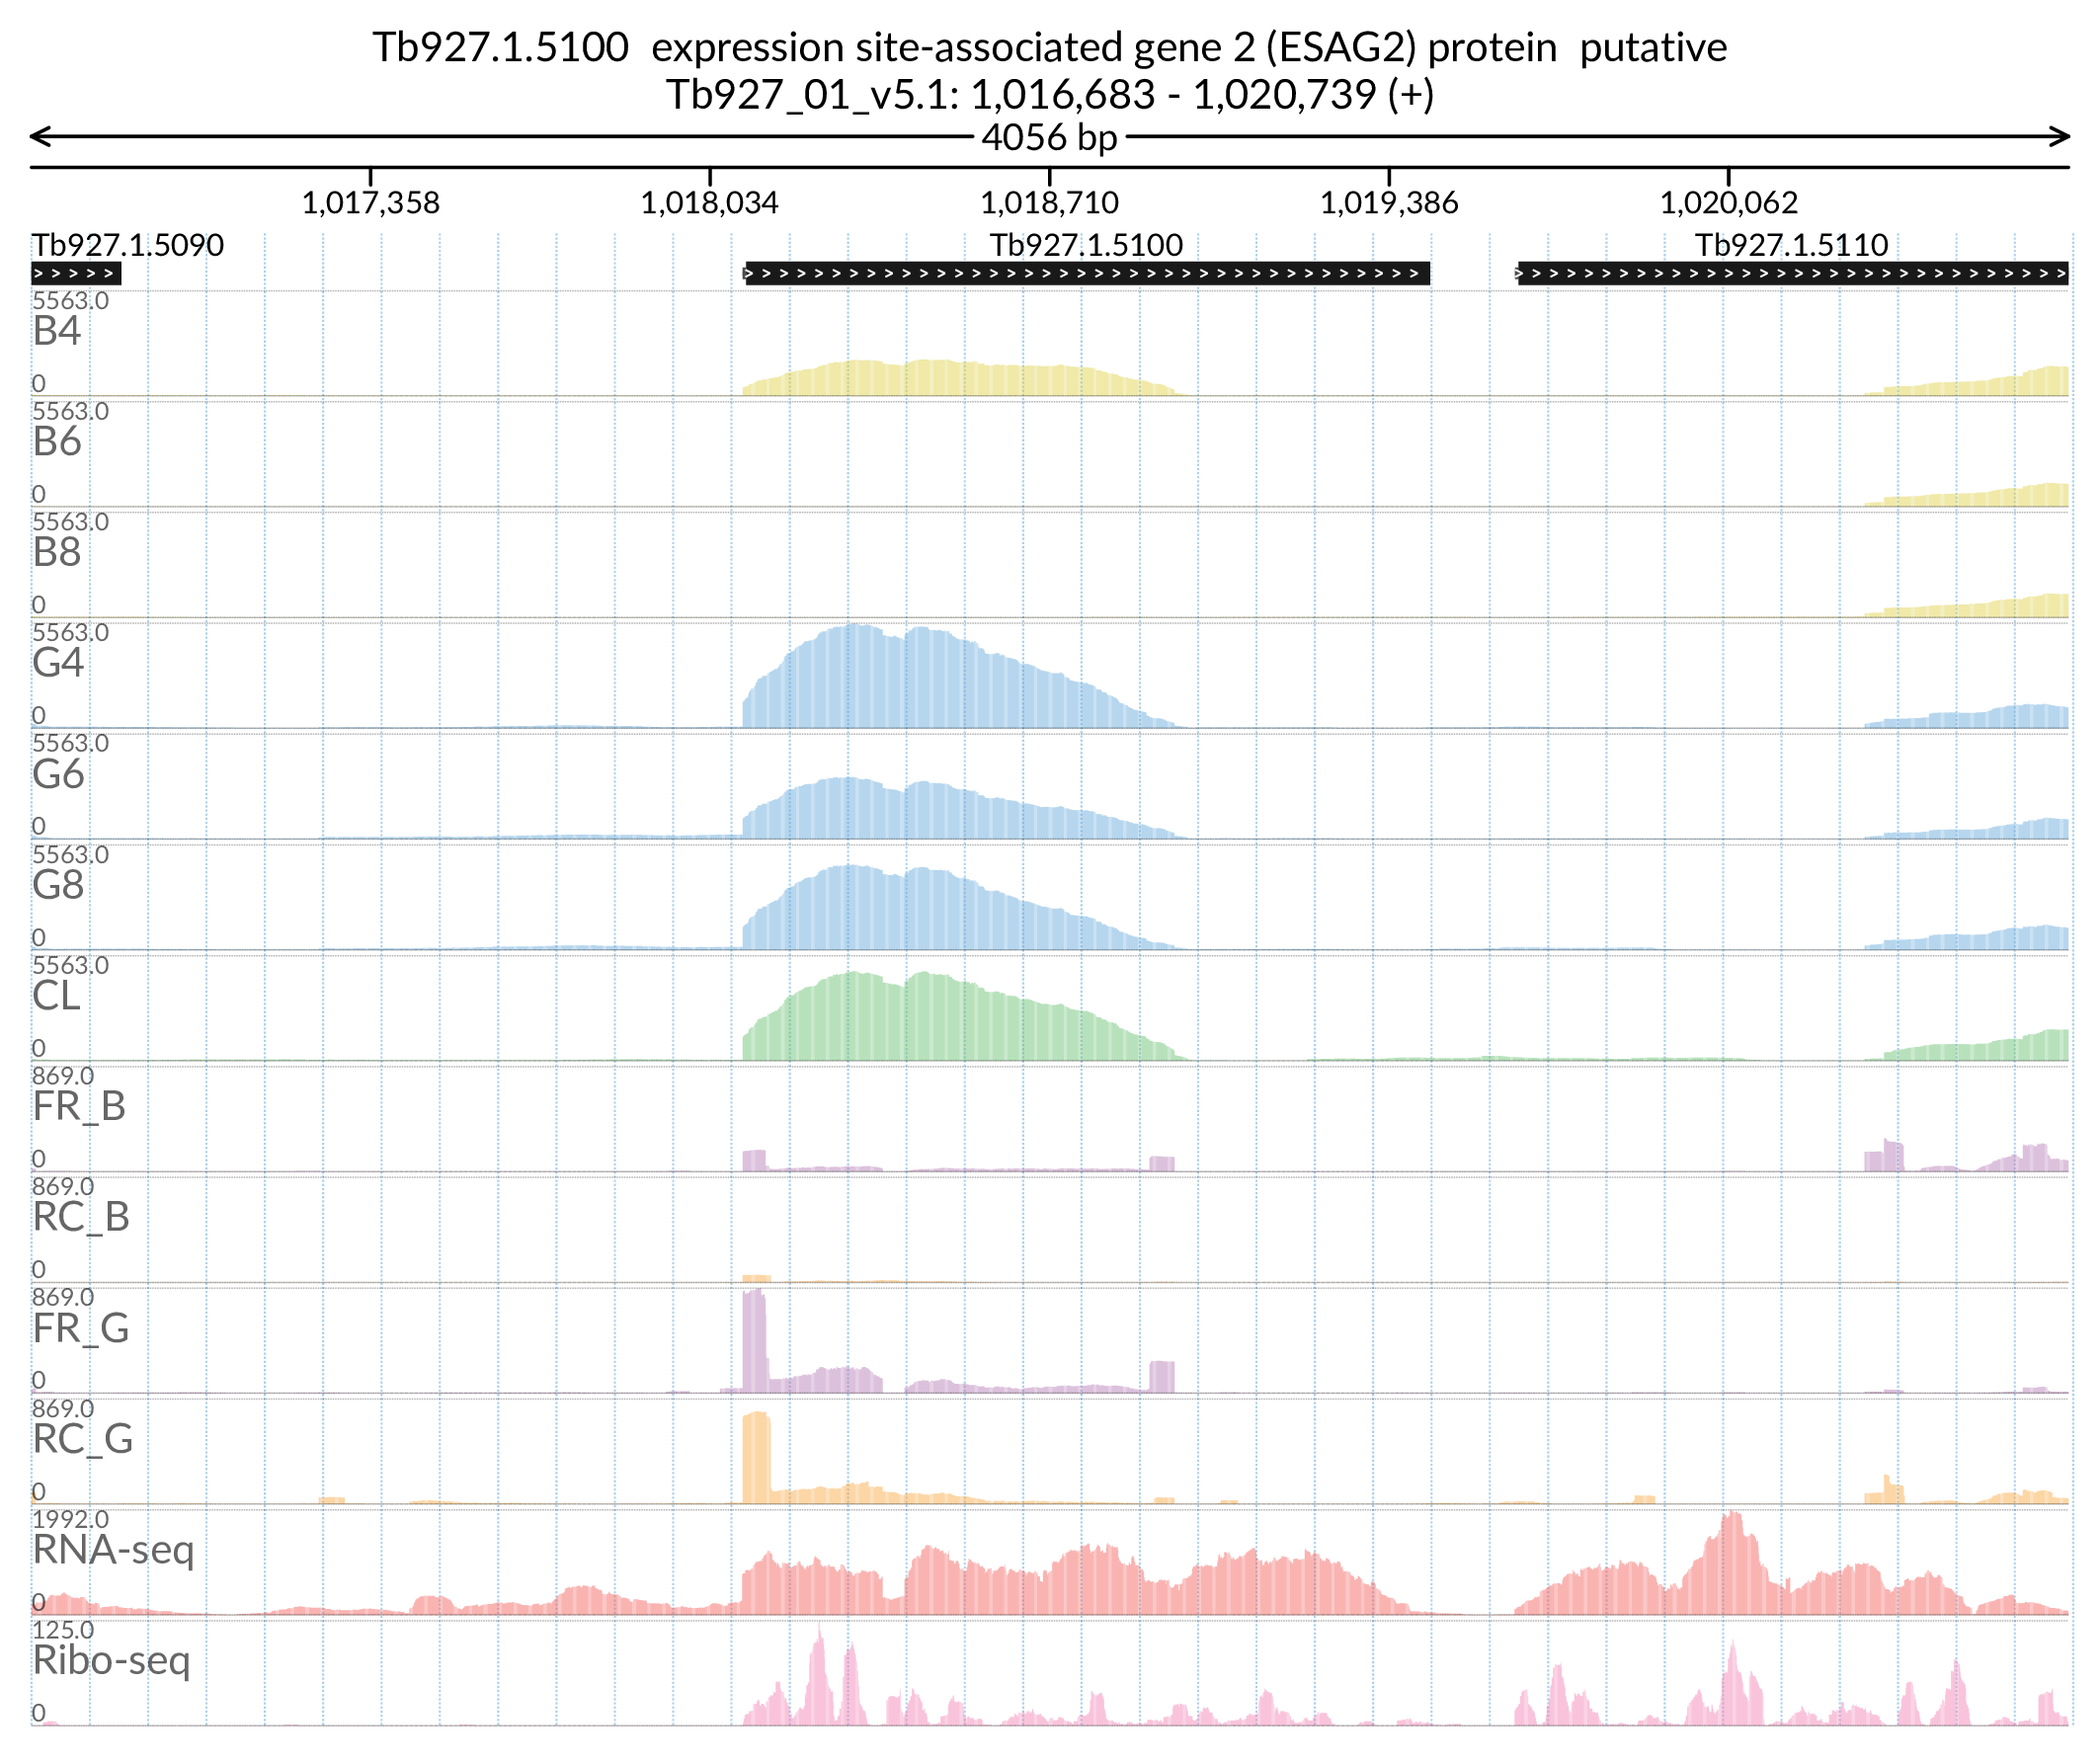 Tb927.1.5100 expression site-associated gene 2 (ESAG2) protein putative
Tb927_01_v5.1: 1,016,683 - 1,020,739 (+)
4056 bp
1,017,358 1,018,034 1,018,710 1,019,386 1,020,062
Tb927.1.5090 Tb927.1.5100 Tb927.1.5110
5563.0
B4
0
5563.0
B6
0
5563.0
B8
0
5563.0
G4
0
5563.0
G6
0
5563.0
G8
0
5563.0
CL
0
869.0
FR_B
0
869.0
RC_B
0
869.0
FR_G
0
869.0
RC_G
0
1992.0
RNA-seq
0
125.0
Ribo-seq
0